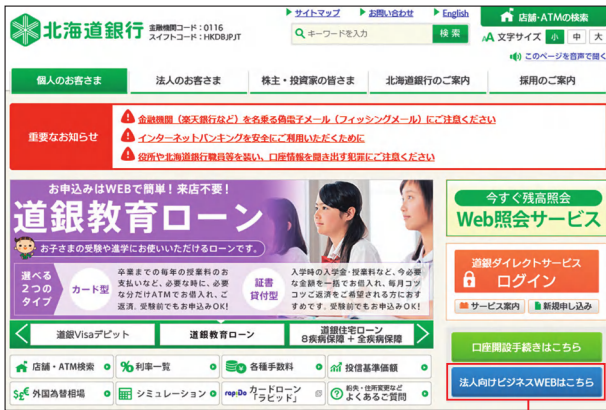 サイトマップ お問い合わせ English 店舗・ATMの検索
北海道銀行 金融機関コード：0116
スイフトコード：HKDBJPJT
キーワードを入力 検索 AA 文字サイズ 小 中 大
このページを音声で聞く
個人のお客さま 法人のお客さま 株主・投資家の皆さま 北海道銀行のご案内 採用のご案内
重要なお知らせ
金融機関（楽天銀行など）を名乗る偽電子メール（フィッシングメール）にご注意ください
インターネットバンキングを安全にご利用いただくために
役所や北海道銀行職員等を装い、口座情報を聞き出す犯罪にご注意ください
お申込みはWEBで簡単！来店不要！
道銀教育ローン
お子さまの受験や進学にお使いいただけるローンです。
選べる
2つの
タイプ
カード型
卒業までの毎年の授業料のお
支払いなど、必要な時に、必要
な分だけATMでお借入れ、ご
返済。受験前でもお申込みOK!
証書
貸付型
入学時の入学金・授業料など、今必要
な金額を一括でお借入れ、毎月コツ
コツご返済をご希望される方におす
すめです。受験前でもお申込みOK!
道銀Visaデビット 道銀教育ローン 道銀住宅ローン
8疾病保障＋全疾病保障
店舗・ATM検索 利率一覧 各種手数料 投信基準価額
外国為替相場 シミュレーション rapiDo カードローン
「ラピッド」
紛失・住所変更など
よくあるご質問
今すぐ残高照会
Web照会サービス
道銀ダイレクトサービス
ログイン
サービス案内 新規申し込み
口座開設手続きはこちら
法人向けビジネスWEBはこちら